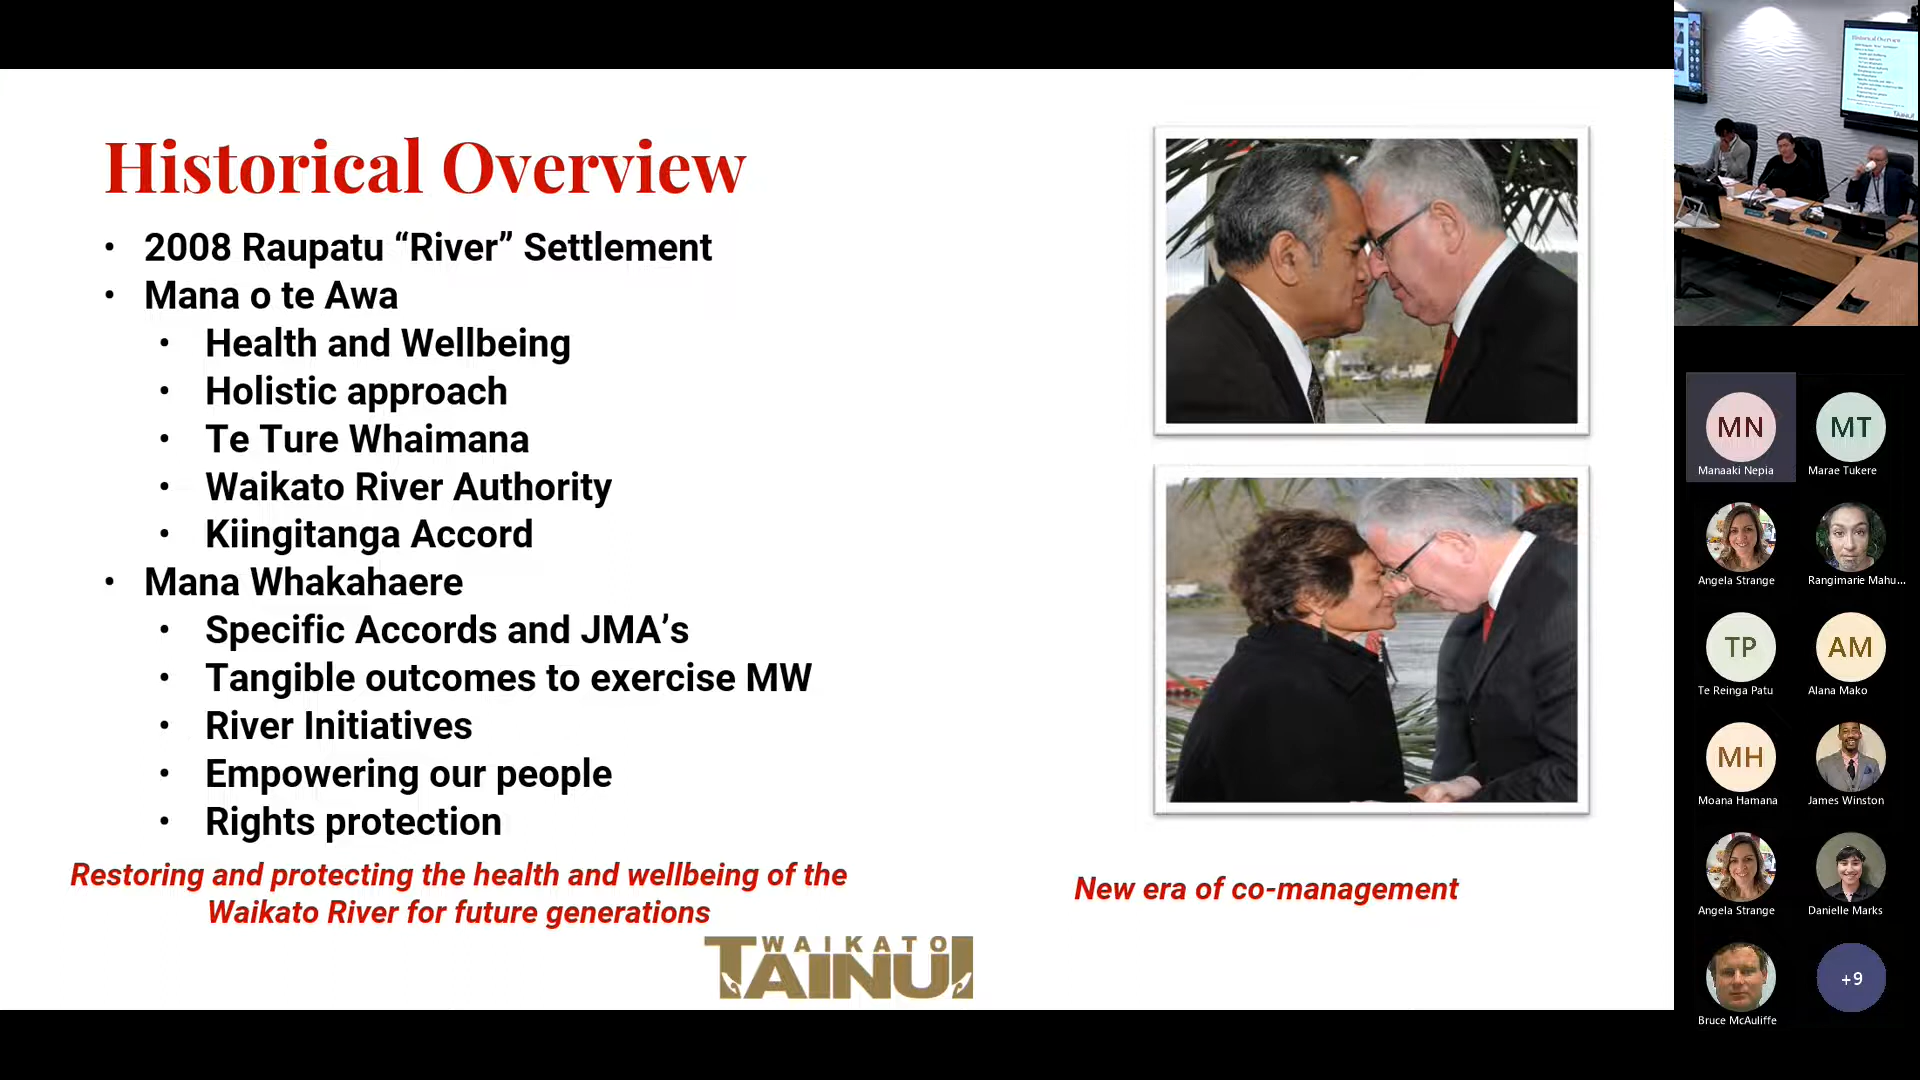 Historical Overview
• 2008 Raupatu “River” Settlement
• Mana o te Awa
• Health and Wellbeing
• Holistic approach
• Te Ture Whaimana
• Waikato River Authority
• Kiingitanga Accord
• Mana Whakahaere
• Specific Accords and JMA’s
• Tangible outcomes to exercise MW
• River Initiatives
• Empowering our people
• Rights protection
Restoring and protecting the health and wellbeing of the
Waikato River for future generations
New era of co-management
WAIKATO
TAINUI
Historical Overview
MN
Manaaki Nepia
MT
Marae Tukere
Angela Strange
Rangimarie Mahu...
TP
Te Reinga Patu
AM
Alana Mako
MH
Moana Hamana
James Winston
Angela Strange
Danielle Marks
Bruce McAuliffe
+9